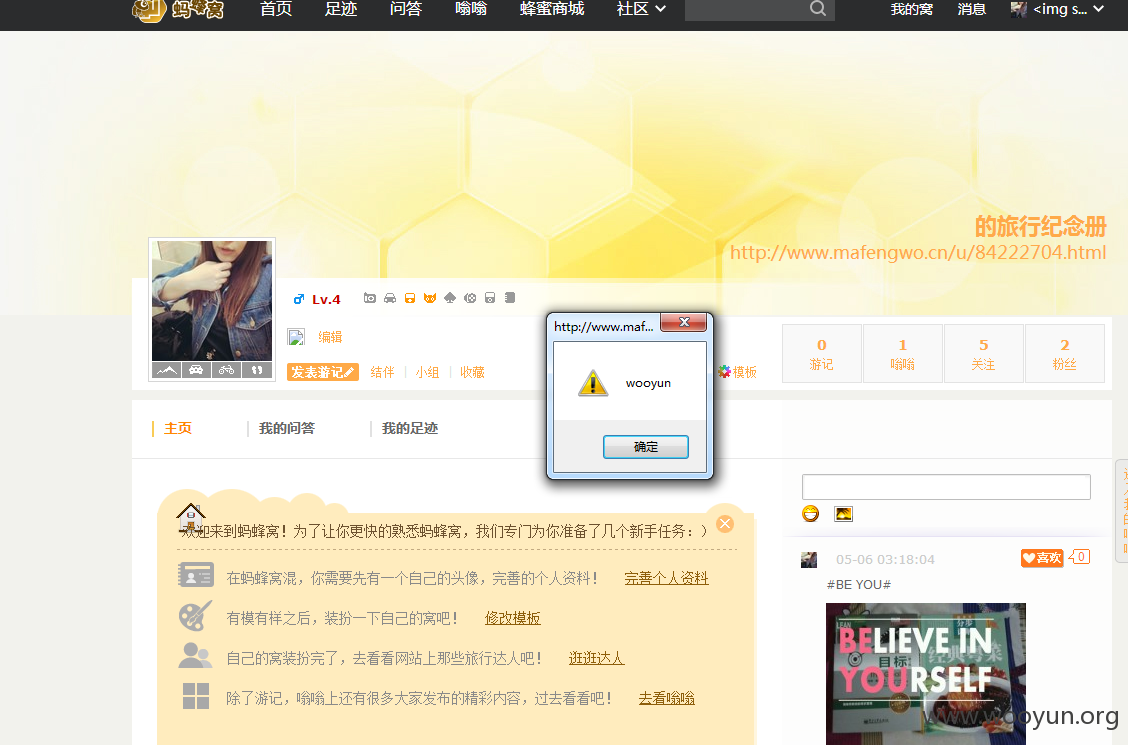 蚂蜂窝 首页 足迹 问答 嗡嗡 蜂蜜商城 社区 我的窝 消息 <img s...
的旅行纪念册
http://www.mafengwo.cn/u/84222704.html
Lv.4
编辑
发表游记 结伴 小组 收藏 模板
0 1 5 2
游记 嗡嗡 关注 粉丝
http://www.maf...
wooyun
确定
主页 我的问答 我的足迹
欢迎来到蚂蜂窝！为了让你更快的熟悉蚂蜂窝，我们专门为你准备了几个新手任务：）
在蚂蜂窝混，你需要先有一个自己的头像，完善的个人资料！ 完善个人资料
有模有样之后，装扮一下自己的窝吧！ 修改模板
自己的窝装扮完了，去看看网站上那些旅行达人吧！ 逛逛达人
除了游记，嗡嗡上还有很多大家发布的精彩内容，过去看看吧！ 去看嗡嗡
05-06 03:18:04 喜欢 0
#BE YOU#
BELIEVE IN
YOURSELF
目标
www.wooyun.org